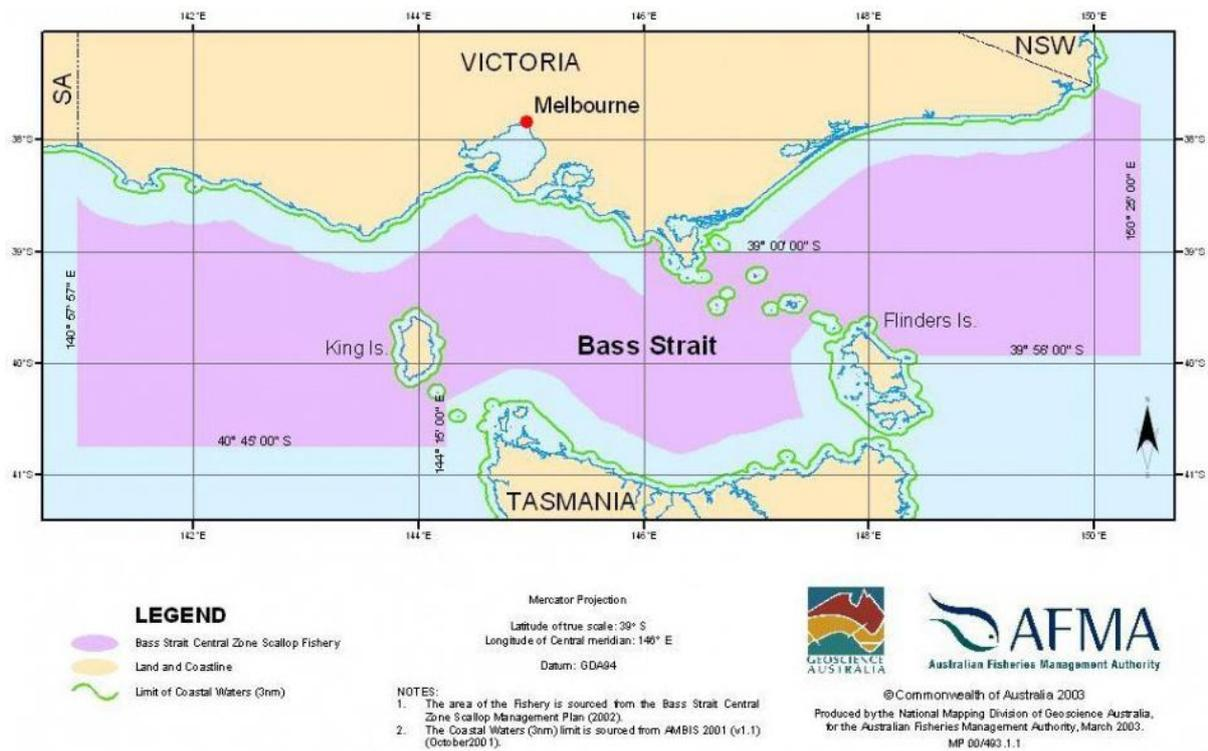 142°E
144°E
146°E
148°E
150°E
SA
VICTORIA
NSW
Melbourne
38°S
38°S
150° 25' 00" E
39°S
39° 00' 00" S
39°S
140° 57' 57" E
King Is.
Bass Strait
Flinders Is.
39° 56' 00" S
40°S
40°S
144° 15' 00" E
40° 45' 00" S
41°S
41°S
TASMANIA
142°E
144°E
146°E
148°E
150°E
LEGEND
Bass Strait Central Zone Scallop Fishery
Land and Coastline
Limit of Coastal Waters (3nm)
Mercator Projection
Latitude of true scale: 39° S
Longitude of Central meridian: 146° E
Datum: GDA94
NOTES:
1. The area of the Fishery is sourced from the Bass Strait Central
Zone Scallop Management Plan (2002).
2. The Coastal Waters (3nm) limit is sourced from AMBIS 2001 (v1.1)
(October2001).
GEOSCIENCE
AUSTRALIA
AFMA
Australian Fisheries Management Authority
© Commonwealth of Australia 2003
Produced by the National Mapping Division of Geoscience Australia,
for the Australian Fisheries Management Authority, March 2003.
MP 00/493.1.1